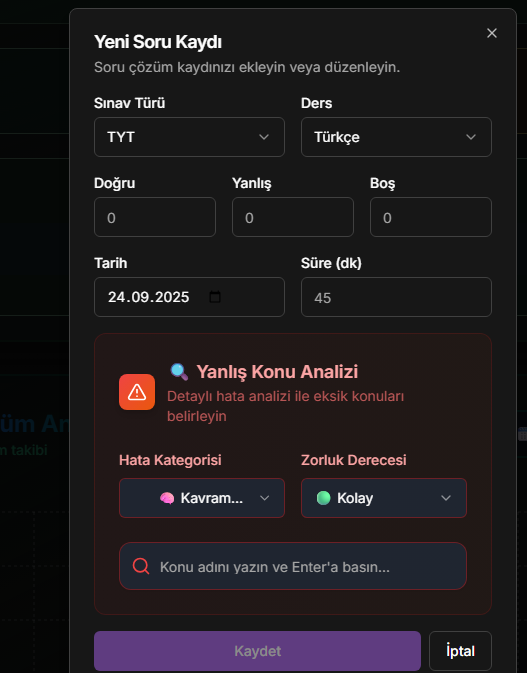 Yeni Soru Kaydı
Soru çözüm kaydınızı ekleyin veya düzenleyin.
Sınav Türü Ders
TYT Türkçe
Doğru Yanlış Boş
0 0 0
Tarih Süre (dk)
24.09.2025 45
🔍 Yanlış Konu Analizi
Detaylı hata analizi ile eksik konuları
belirleyin
üm An
n takibi
Hata Kategorisi Zorluk Derecesi
🧠 Kavram... 🟢 Kolay
Konu adını yazın ve Enter'a basın...
Kaydet İptal